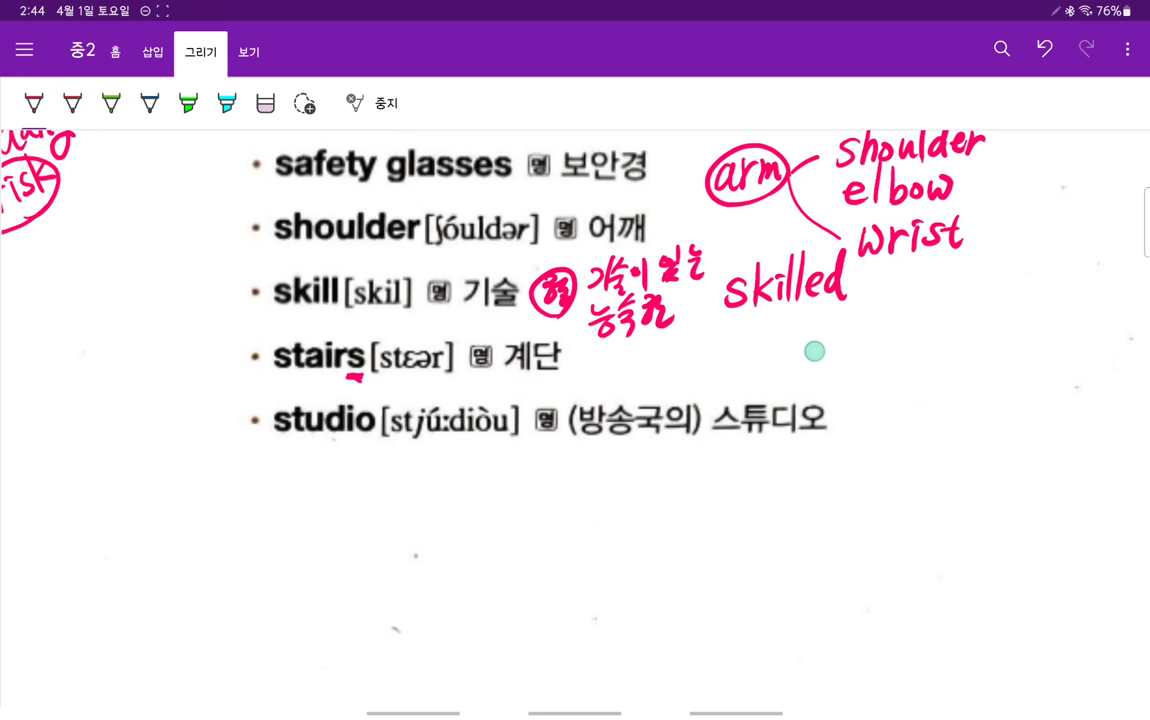 2:44 4월 1일 토요일 76%
중2 홈 삽입 그리기 보기
중지
safety glasses 명 보안경
arm
shoulder
elbow
wrist
shoulder [ʃóuldər] 명 어깨
skill [skil] 명 기술 형 기술이 있는 skilled
능숙한
stairs [stɛər] 명 계단
studio [stjúːdiòu] 명 (방송국의) 스튜디오